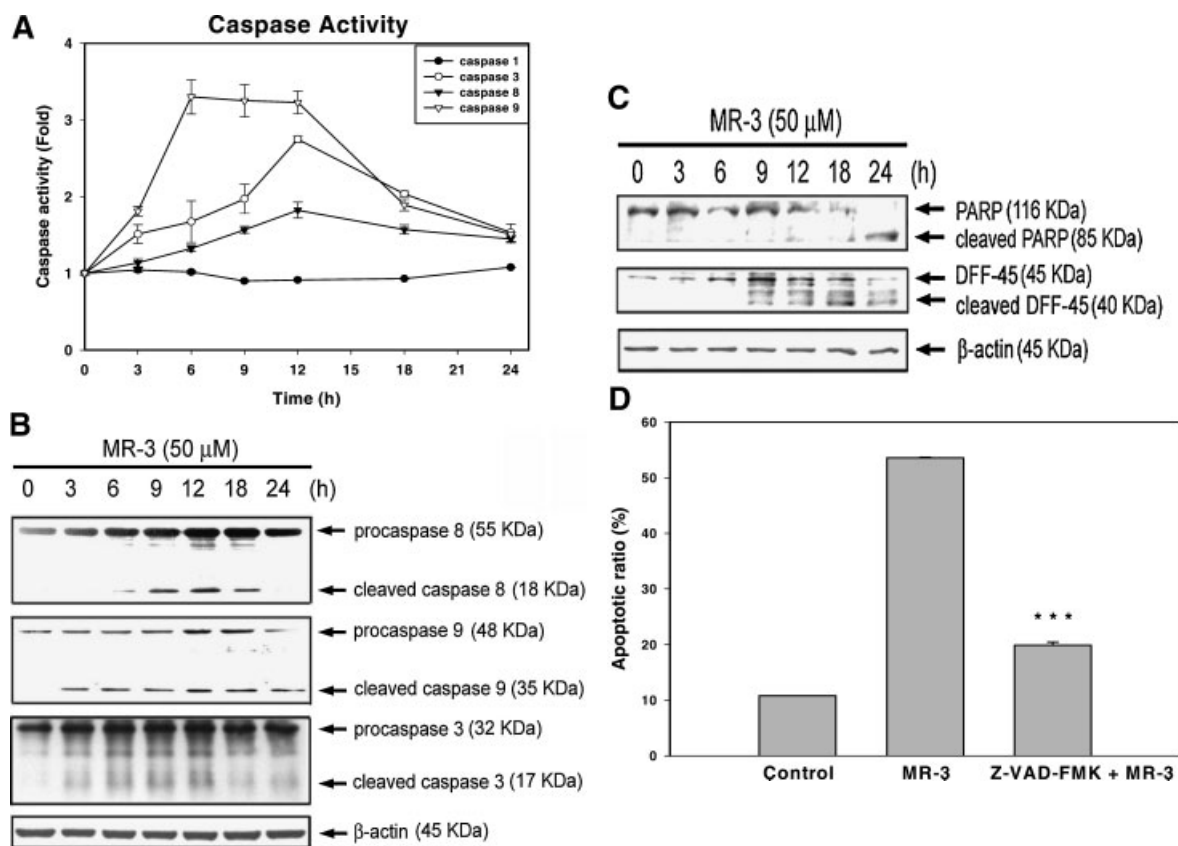 A
Caspase Activity
4
3
2
1
0
Caspase activity (Fold)
caspase 1
caspase 3
caspase 8
caspase 9
0 3 6 9 12 15 18 21 24
Time (h)
B
MR-3 (50 μM)
0 3 6 9 12 18 24 (h)
procaspase 8 (55 KDa)
cleaved caspase 8 (18 KDa)
procaspase 9 (48 KDa)
cleaved caspase 9 (35 KDa)
procaspase 3 (32 KDa)
cleaved caspase 3 (17 KDa)
β-actin (45 KDa)
C
MR-3 (50 μM)
0 3 6 9 12 18 24 (h)
PARP (116 KDa)
cleaved PARP (85 KDa)
DFF-45 (45 KDa)
cleaved DFF-45 (40 KDa)
β-actin (45 KDa)
D
60
50
40
30
20
10
0
Apoptotic ratio (%)
***
Control MR-3 Z-VAD-FMK + MR-3